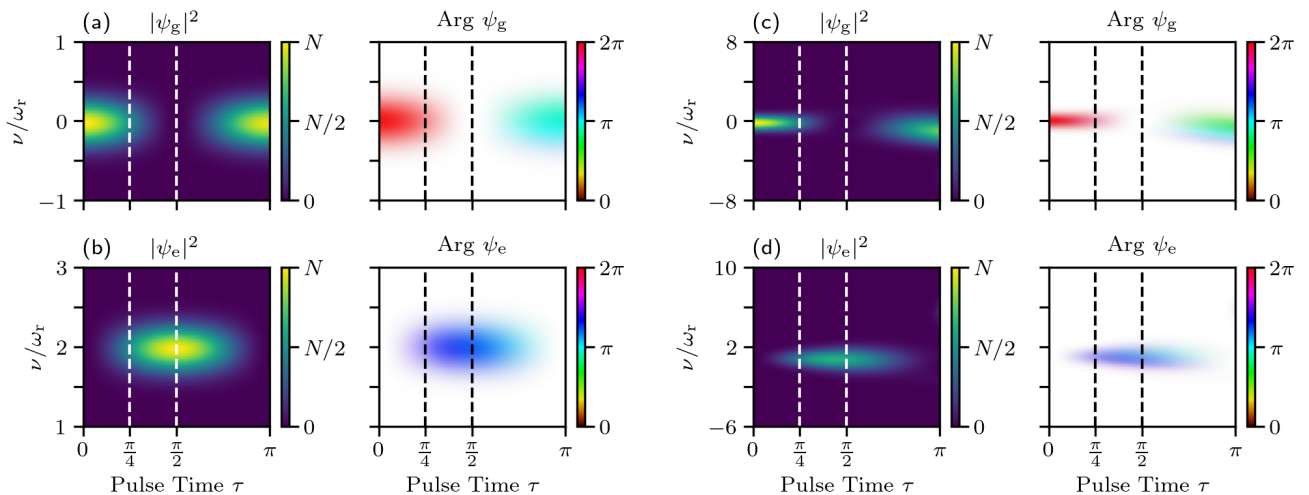 (a) |ψg|² Arg ψg (c) |ψg|² Arg ψg
1 N 2π 8 N 2π
ν/ωr 0 N/2 π ν/ωr 0 N/2 π
−1 0 0 −8 0 0
(b) |ψe|² Arg ψe (d) |ψe|² Arg ψe
3 N 2π 10 N 2π
ν/ωr 2 N/2 π ν/ωr 2 N/2 π
1 0 0 −6 0 0
0 π/4 π/2 π 0 π/4 π/2 π 0 π/4 π/2 π 0 π/4 π/2 π
Pulse Time τ Pulse Time τ Pulse Time τ Pulse Time τ